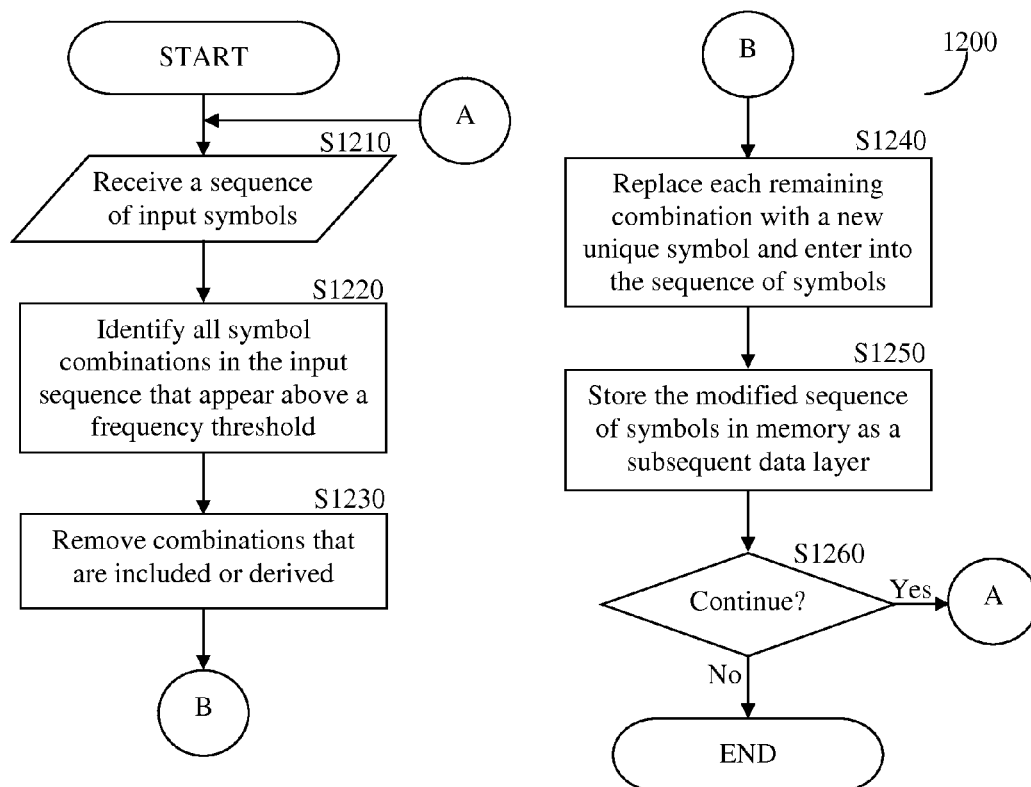 START
A
S1210
Receive a sequence
of input symbols
S1220
Identify all symbol
combinations in the input
sequence that appear above a
frequency threshold
S1230
Remove combinations that
are included or derived
B
B
1200
S1240
Replace each remaining
combination with a new
unique symbol and enter into
the sequence of symbols
S1250
Store the modified sequence
of symbols in memory as a
subsequent data layer
S1260
Continue?
Yes
A
No
END